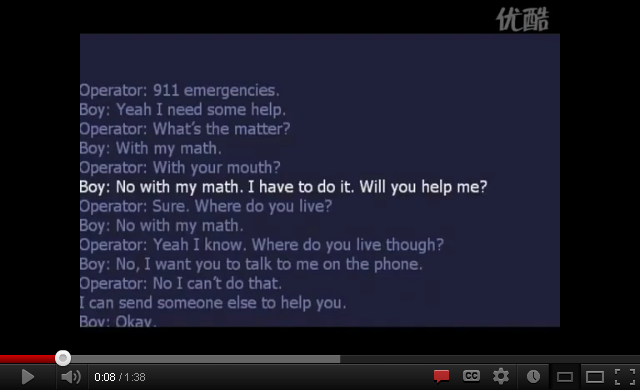 优酷
Operator: 911 emergencies.
Boy: Yeah I need some help.
Operator: What's the matter?
Boy: With my math.
Operator: With your mouth?
Boy: No with my math. I have to do it. Will you help me?
Operator: Sure. Where do you live?
Boy: No with my math.
Operator: Yeah I know. Where do you live though?
Boy: No, I want you to talk to me on the phone.
Operator: No I can't do that.
I can send someone else to help you.
Boy: Okay.
0:08 / 1:38
CC